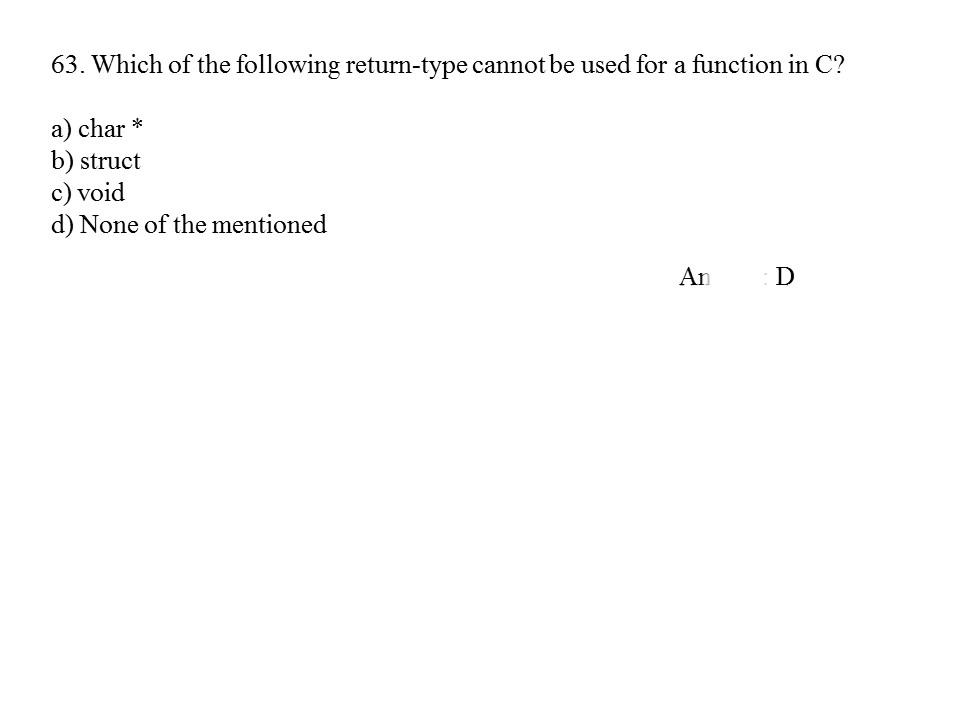 63. Which of the following return-type cannot be used for a function in C?
a) char *
b) struct
c) void
d) None of the mentioned
: D